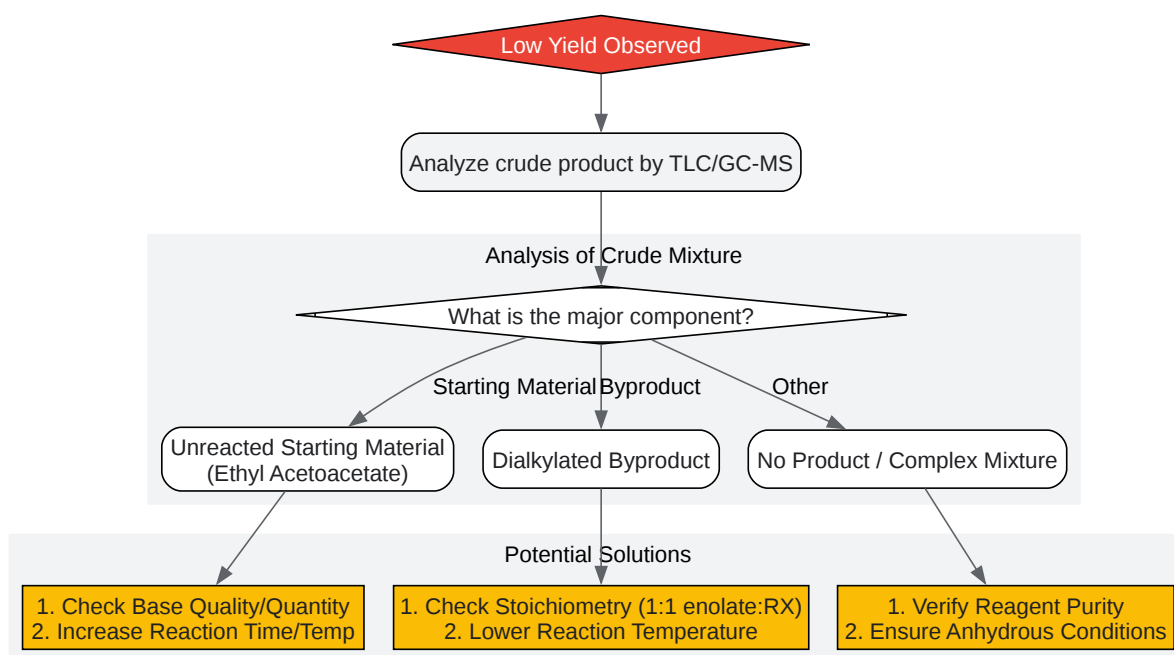 Low Yield Observed
Analyze crude product by TLC/GC-MS
Analysis of Crude Mixture
What is the major component?
Starting Material
Byproduct
Other
Unreacted Starting Material
(Ethyl Acetoacetate)
Dialkylated Byproduct
No Product / Complex Mixture
Potential Solutions
1. Check Base Quality/Quantity
2. Increase Reaction Time/Temp
1. Check Stoichiometry (1:1 enolate:RX)
2. Lower Reaction Temperature
1. Verify Reagent Purity
2. Ensure Anhydrous Conditions